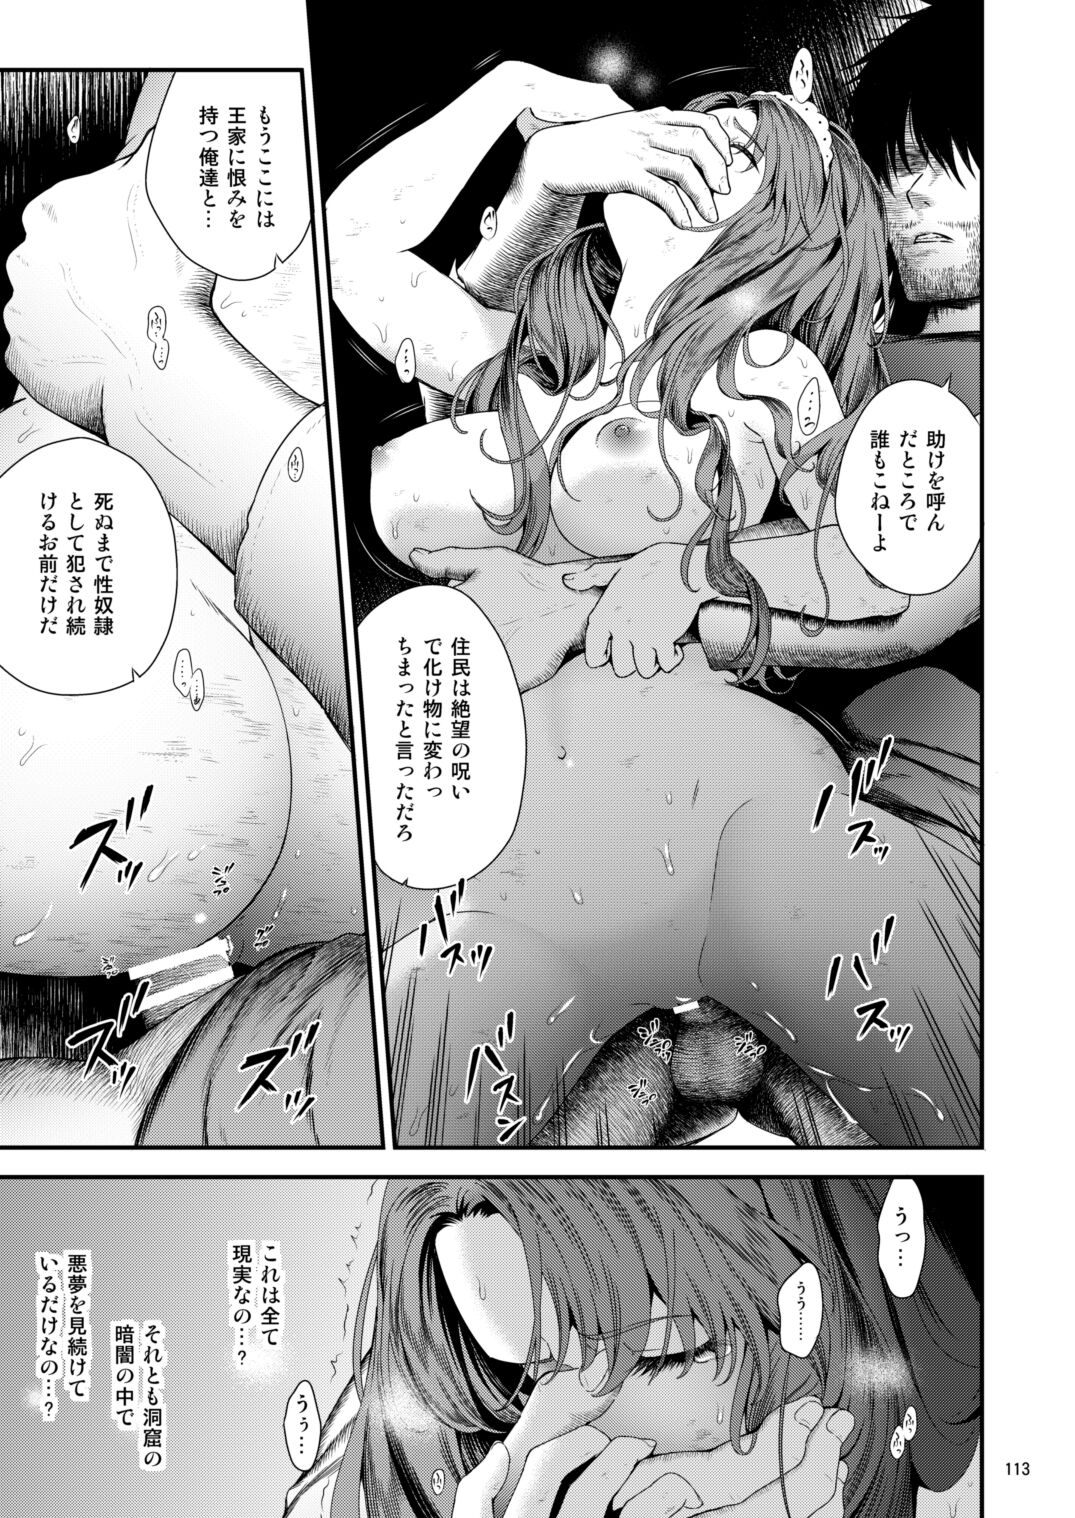 助けを呼ん
だところで
誰もこねーよ
住民は絶望の呪い
で化け物に変わっ
ちまったと言っただろ
もうここには
王家に恨みを
持つ俺達と…
死ぬまで性奴隷
として犯され続
けるお前だけだ
バスッ
バスッ
バスッ
バスン
ズッ
ズッ
ズッ
ズッ
うっ…
うぅ……
うぅ…
これは全て
現実なの…?
それとも洞窟の
暗闇の中で
悪夢を見続けて
いるだけなの…?
113